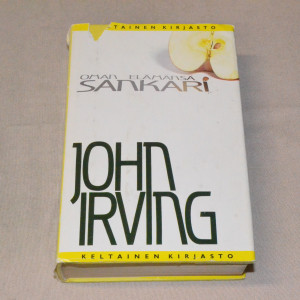 TAINEN KIRJASTO
OMAN ELÄMÄNSÄ
SANKARI
JOHN
IRVING
KELTAINEN KIRJASTO